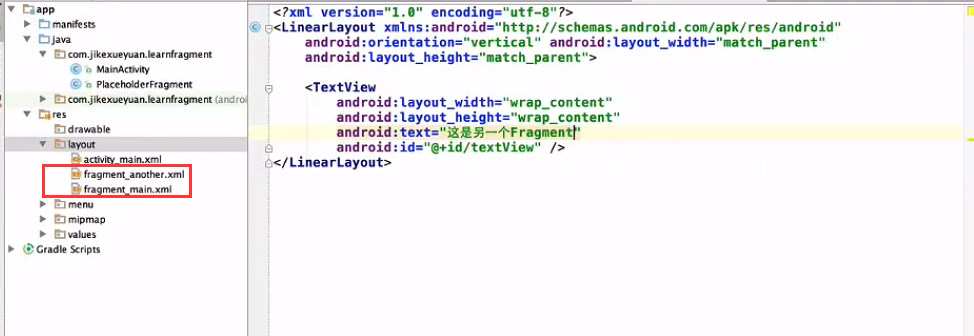 app
manifests
java
com.jikexueyuan.learnfragment
MainActivity
PlaceholderFragment
com.jikexueyuan.learnfragment (andro
res
drawable
layout
activity_main.xml
fragment_another.xml
fragment_main.xml
menu
mipmap
values
Gradle Scripts
<?xml version="1.0" encoding="utf-8"?>
<LinearLayout xmlns:android="http://schemas.android.com/apk/res/android"
android:orientation="vertical" android:layout_width="match_parent"
android:layout_height="match_parent">
<TextView
android:layout_width="wrap_content"
android:layout_height="wrap_content"
android:text="这是另一个Fragment"
android:id="@+id/textView" />
</LinearLayout>